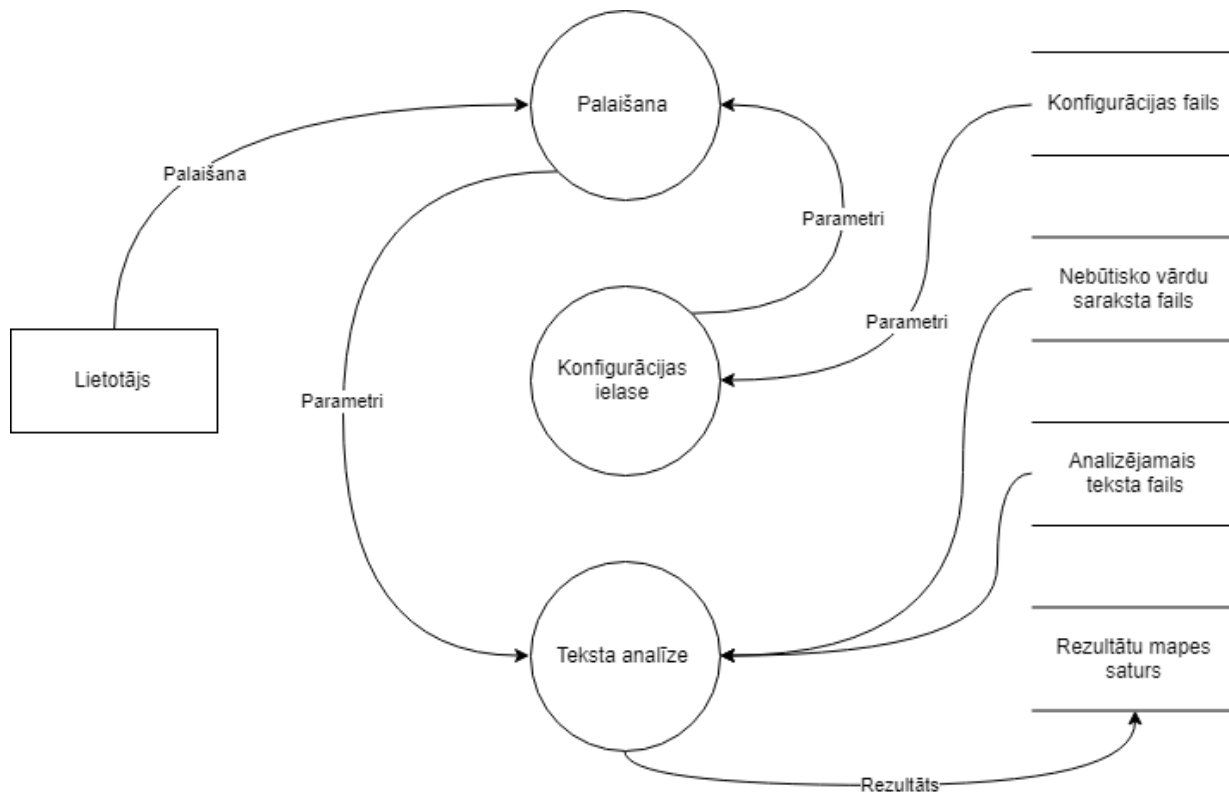 Palaišana
Konfigurācijas fails
Palaišana
Parametri
Nebūtisko vārdu
saraksta fails
Parametri
Lietotājs
Konfigurācijas
ielase
Parametri
Analizējamais
teksta fails
Teksta analīze
Rezultātu mapes
saturs
Rezultāts